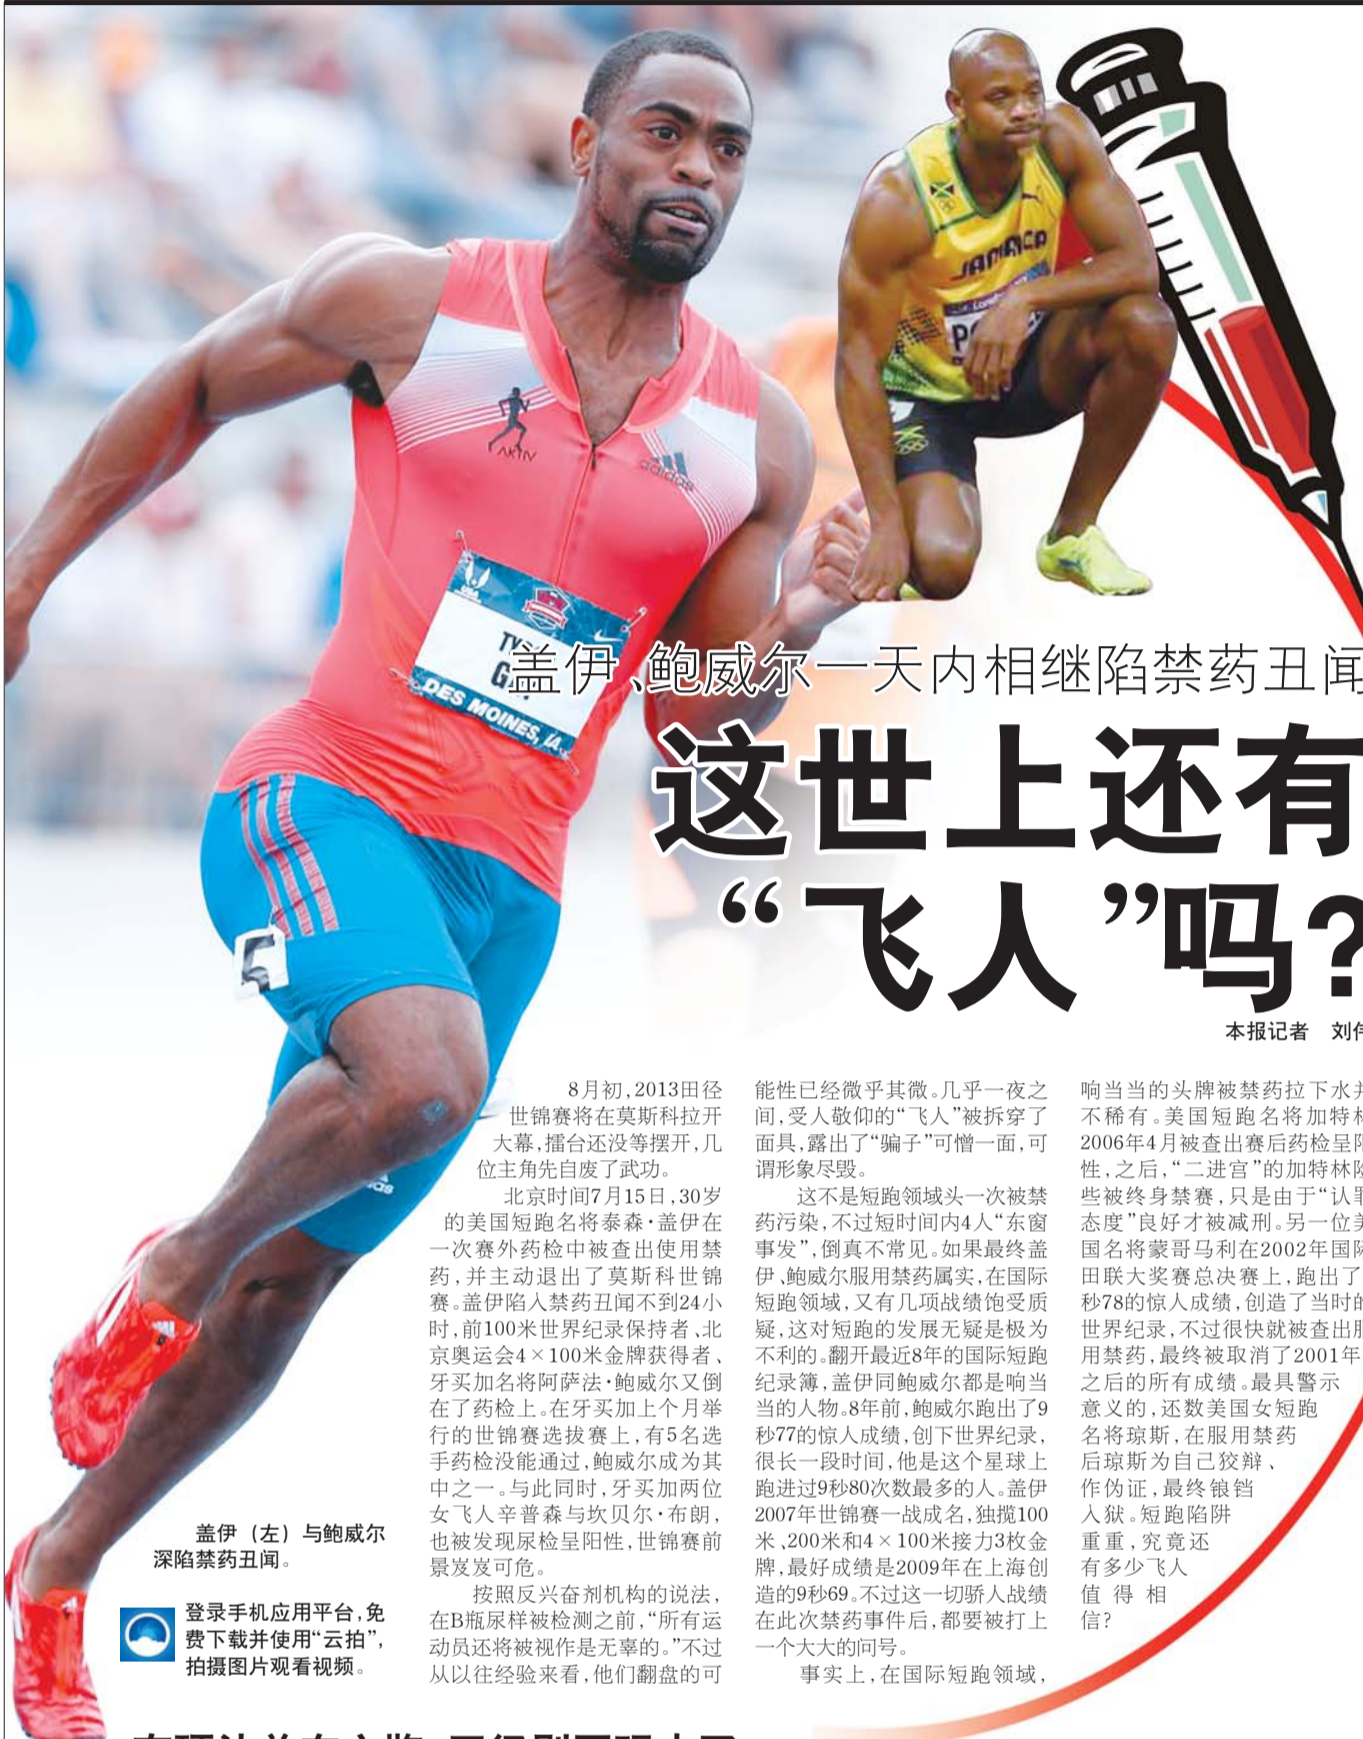 JAMAICA
London
AKTIV
adidas
USA
DES MOINES, IA
盖伊、鲍威尔一天内相继陷禁药丑闻
这世上还有
“飞人”吗?
本报记者 刘
8月初,2013田径
世锦赛将在莫斯科拉开
大幕,擂台还没等摆开,几
位主角先自废了武功。
北京时间7月15日,30岁
的美国短跑名将泰森·盖伊在
一次赛外药检中被查出使用禁
药,并主动退出了莫斯科世锦
赛。盖伊陷入禁药丑闻不到24小
时,前100米世界纪录保持者、北
京奥运会4×100米金牌获得者、
牙买加名将阿萨法·鲍威尔又倒
在了药检上。在牙买加上个月举
行的世锦赛选拔赛上,有5名选
手药检没能通过,鲍威尔成为其
中之一。与此同时,牙买加两位
女飞人辛普森与坎贝尔·布朗,
也被发现尿检呈阳性,世锦赛前
景岌岌可危。
按照反兴奋剂机构的说法,
在B瓶尿样被检测之前,“所有运
动员还将被视作是无辜的。”不过
从以往经验来看,他们翻盘的可
能性已经微乎其微。几乎一夜之
间,受人敬仰的“飞人”被拆穿了
面具,露出了“骗子”可憎一面,可
谓形象尽毁。
这不是短跑领域头一次被禁
药污染,不过短时间内4人“东窗
事发”,倒真不常见。如果最终盖
伊、鲍威尔服用禁药属实,在国际
短跑领域,又有几项战绩饱受质
疑,这对短跑的发展无疑是极为
不利的。翻开最近8年的国际短跑
纪录簿,盖伊同鲍威尔都是响当
当的人物。8年前,鲍威尔跑出了9
秒77的惊人成绩,创下世界纪录,
很长一段时间,他是这个星球上
跑进过9秒80次数最多的人。盖伊
2007年世锦赛一战成名,独揽100
米、200米和4×100米接力3枚金
牌,最好成绩是2009年在上海创
造的9秒69。不过这一切骄人战绩
在此次禁药事件后,都要被打上
一个大大的问号。
事实上,在国际短跑领域,
响当当的头牌被禁药拉下水并
不稀有。美国短跑名将加特林
2006年4月被查出赛后药检呈阳
性,之后,“二进宫”的加特林险
些被终身禁赛,只是由于“认罪
态度”良好才被减刑。另一位美
国名将蒙哥马利在2002年国际
田联大奖赛总决赛上,跑出了
秒78的惊人成绩,创造了当时的
世界纪录,不过很快就被查出服
用禁药,最终被取消了2001年
之后的所有成绩。最具警示
意义的,还数美国女短跑
名将琼斯,在服用禁药
后琼斯为自己狡辩、
作伪证,最终锒铛
入狱。短跑陷阱
重重,究竟还
有多少飞人
值得相
信?
盖伊(左)与鲍威尔
深陷禁药丑闻。
登录手机应用平台,免
费下载并使用“云拍”,
拍摄图片观看视频。